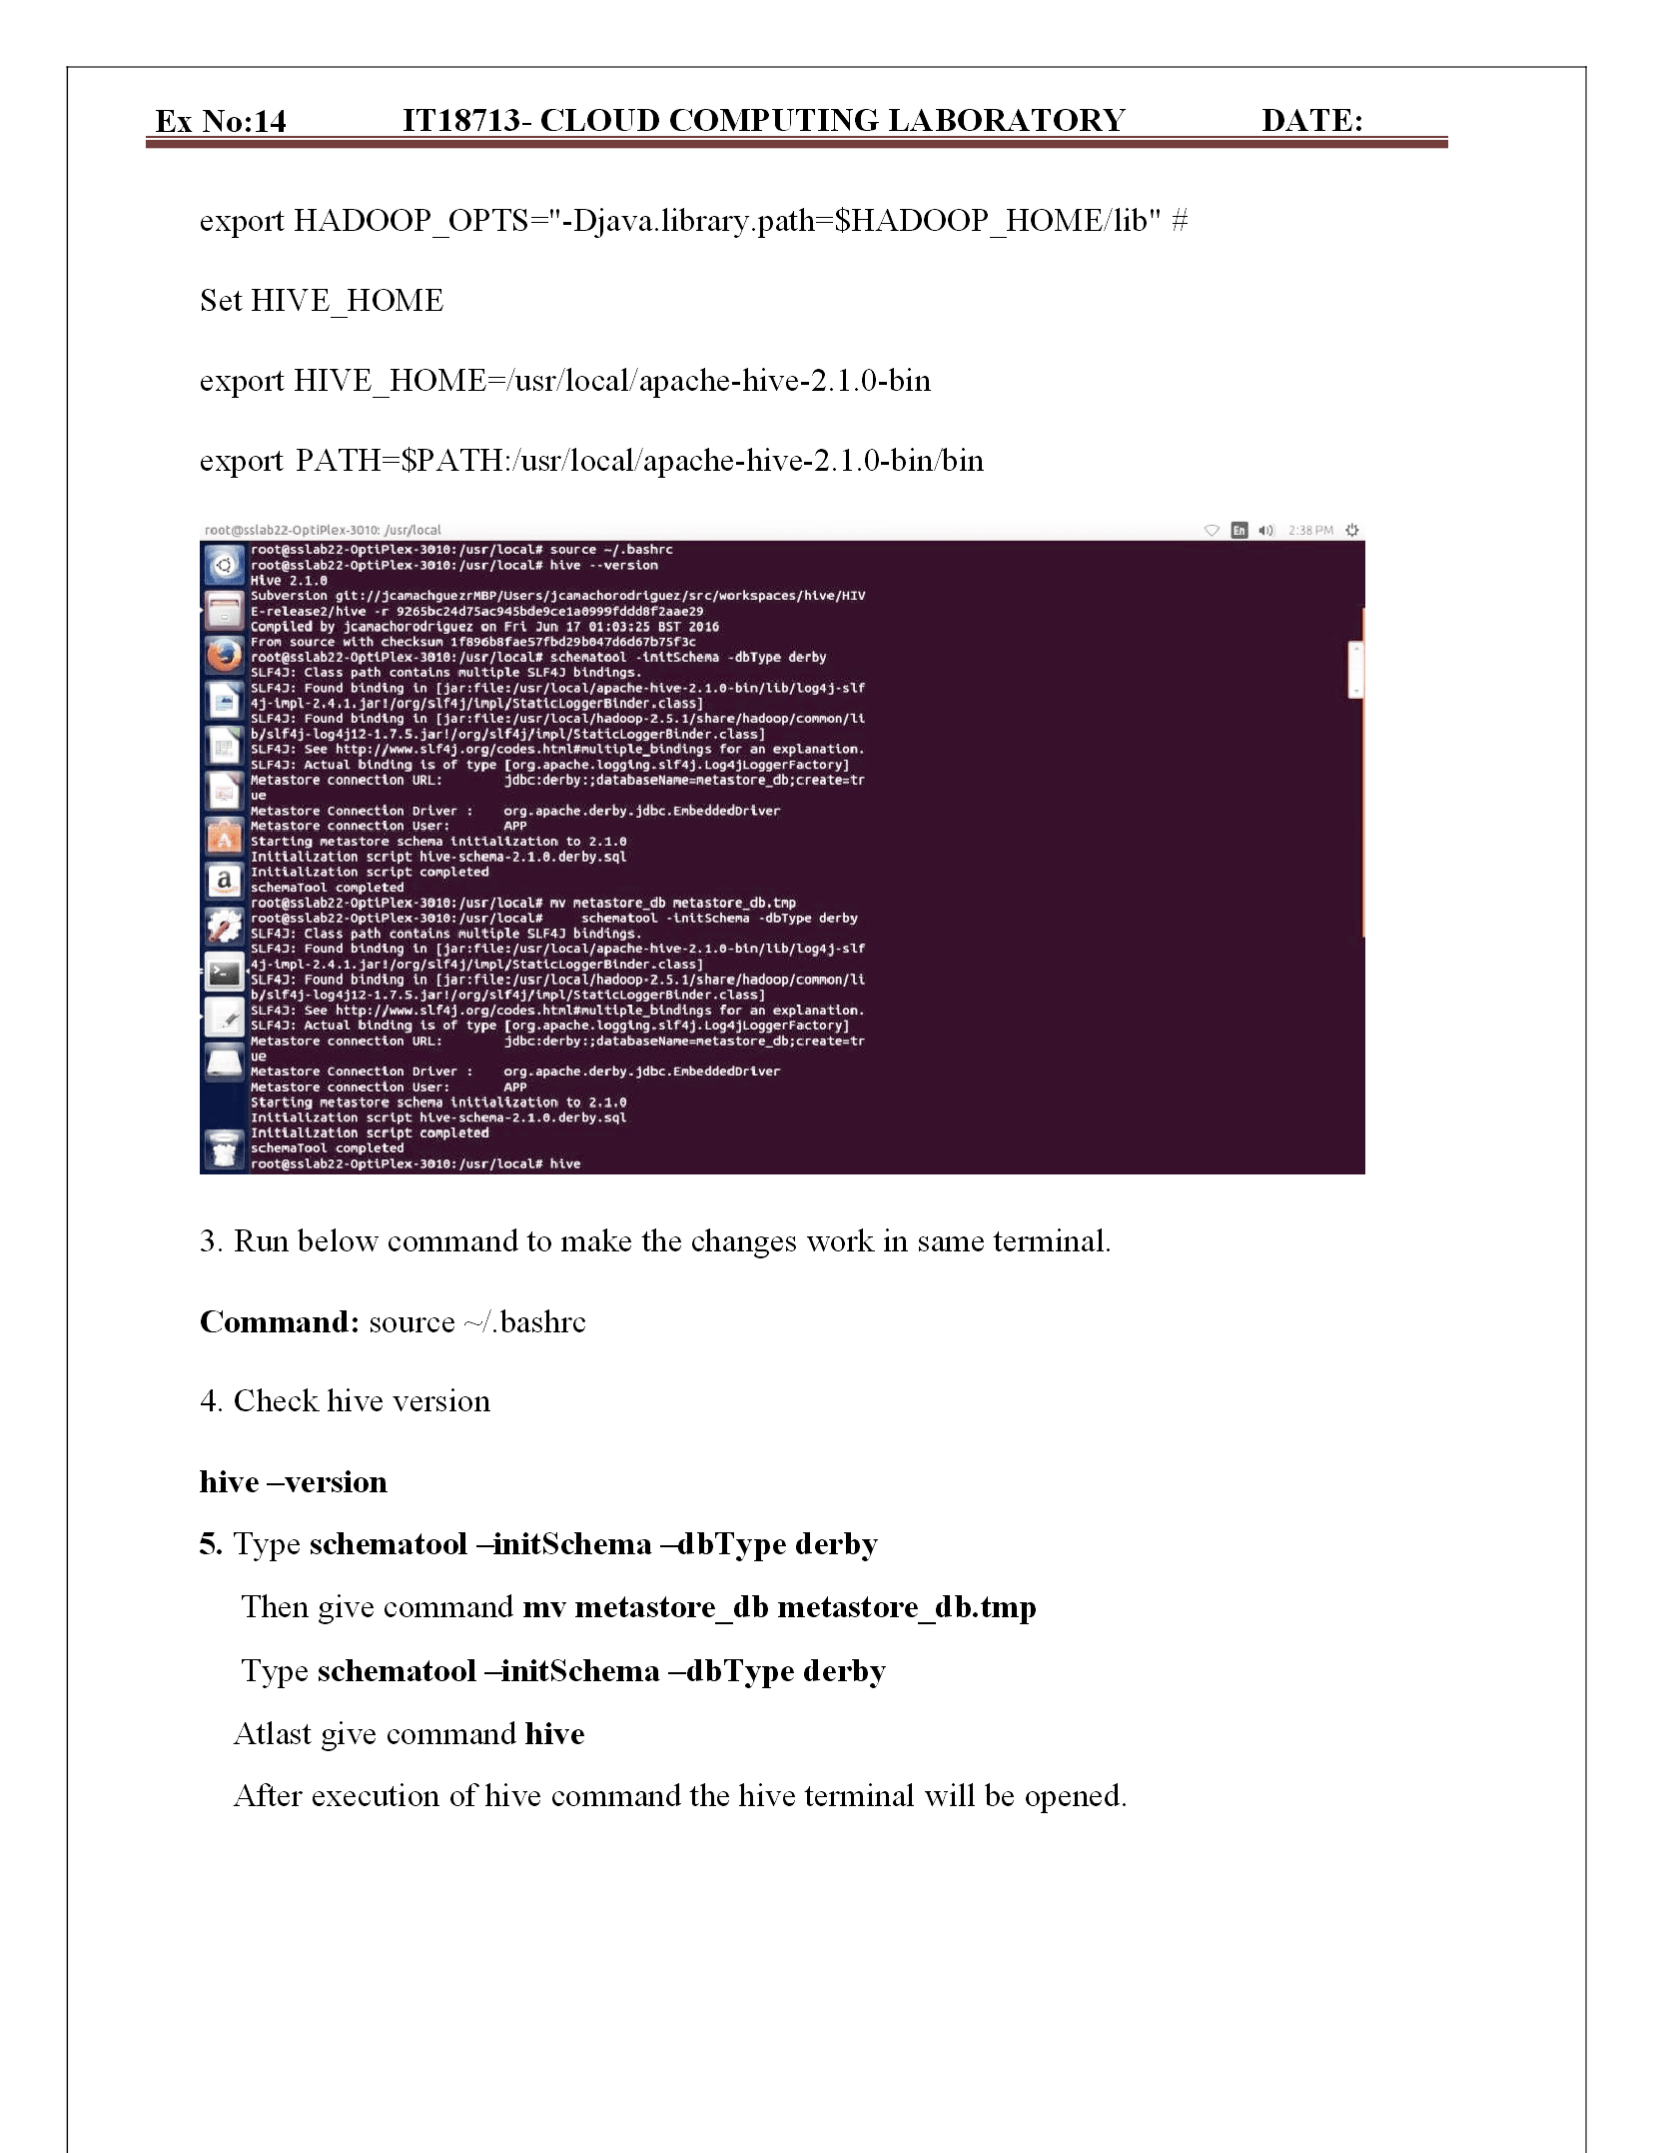 Ex No:14 IT18713- CLOUD COMPUTING LABORATORY DATE:
export HADOOP_OPTS="-Djava.library.path=$HADOOP_HOME/lib" #
Set HIVE_HOME
export HIVE_HOME=/usr/local/apache-hive-2.1.0-bin
export PATH=$PATH:/usr/local/apache-hive-2.1.0-bin/bin
root@sslab22-OptiPlex-3010: /usr/local En 2:38 PM
root@sslab22-OptiPlex-3010:/usr/local# source ~/.bashrc
root@sslab22-OptiPlex-3010:/usr/local# hive --version
Hive 2.1.0
Subversion git://jcamachguezrMBP/Users/jcamachorodriguez/src/workspaces/hive/HIV
E-release2/hive -r 9265bc24d75ac945bde9ce1a0999fddd8f2aae29
Compiled by jcamachorodriguez on Fri Jun 17 01:03:25 BST 2016
From source with checksum 1f896b8fae57fbd29b047d6d67b75f3c
root@sslab22-OptiPlex-3010:/usr/local# schematool -initSchema -dbType derby
SLF4J: Class path contains multiple SLF4J bindings.
SLF4J: Found binding in [jar:file:/usr/local/apache-hive-2.1.0-bin/lib/log4j-slf
4j-impl-2.4.1.jar!/org/slf4j/impl/StaticLoggerBinder.class]
SLF4J: Found binding in [jar:file:/usr/local/hadoop-2.5.1/share/hadoop/common/li
b/slf4j-log4j12-1.7.5.jar!/org/slf4j/impl/StaticLoggerBinder.class]
SLF4J: See http://www.slf4j.org/codes.html#multiple_bindings for an explanation.
SLF4J: Actual binding is of type [org.apache.logging.slf4j.Log4jLoggerFactory]
Metastore connection URL: jdbc:derby:;databaseName=metastore_db;create=tr
ue
Metastore Connection Driver : org.apache.derby.jdbc.EmbeddedDriver
Metastore connection User: APP
Starting metastore schema initialization to 2.1.0
Initialization script hive-schema-2.1.0.derby.sql
Initialization script completed
schemaTool completed
root@sslab22-OptiPlex-3010:/usr/local# mv metastore_db metastore_db.tmp
root@sslab22-OptiPlex-3010:/usr/local# schematool -initSchema -dbType derby
SLF4J: Class path contains multiple SLF4J bindings.
SLF4J: Found binding in [jar:file:/usr/local/apache-hive-2.1.0-bin/lib/log4j-slf
4j-impl-2.4.1.jar!/org/slf4j/impl/StaticLoggerBinder.class]
SLF4J: Found binding in [jar:file:/usr/local/hadoop-2.5.1/share/hadoop/common/li
b/slf4j-log4j12-1.7.5.jar!/org/slf4j/impl/StaticLoggerBinder.class]
SLF4J: See http://www.slf4j.org/codes.html#multiple_bindings for an explanation.
SLF4J: Actual binding is of type [org.apache.logging.slf4j.Log4jLoggerFactory]
Metastore connection URL: jdbc:derby:;databaseName=metastore_db;create=tr
ue
Metastore Connection Driver : org.apache.derby.jdbc.EmbeddedDriver
Metastore connection User: APP
Starting metastore schema initialization to 2.1.0
Initialization script hive-schema-2.1.0.derby.sql
Initialization script completed
schemaTool completed
root@sslab22-OptiPlex-3010:/usr/local# hive
3. Run below command to make the changes work in same terminal.
Command: source ~/.bashrc
4. Check hive version
hive –version
5. Type schematool –initSchema –dbType derby
Then give command mv metastore_db metastore_db.tmp
Type schematool –initSchema –dbType derby
Atlast give command hive
After execution of hive command the hive terminal will be opened.